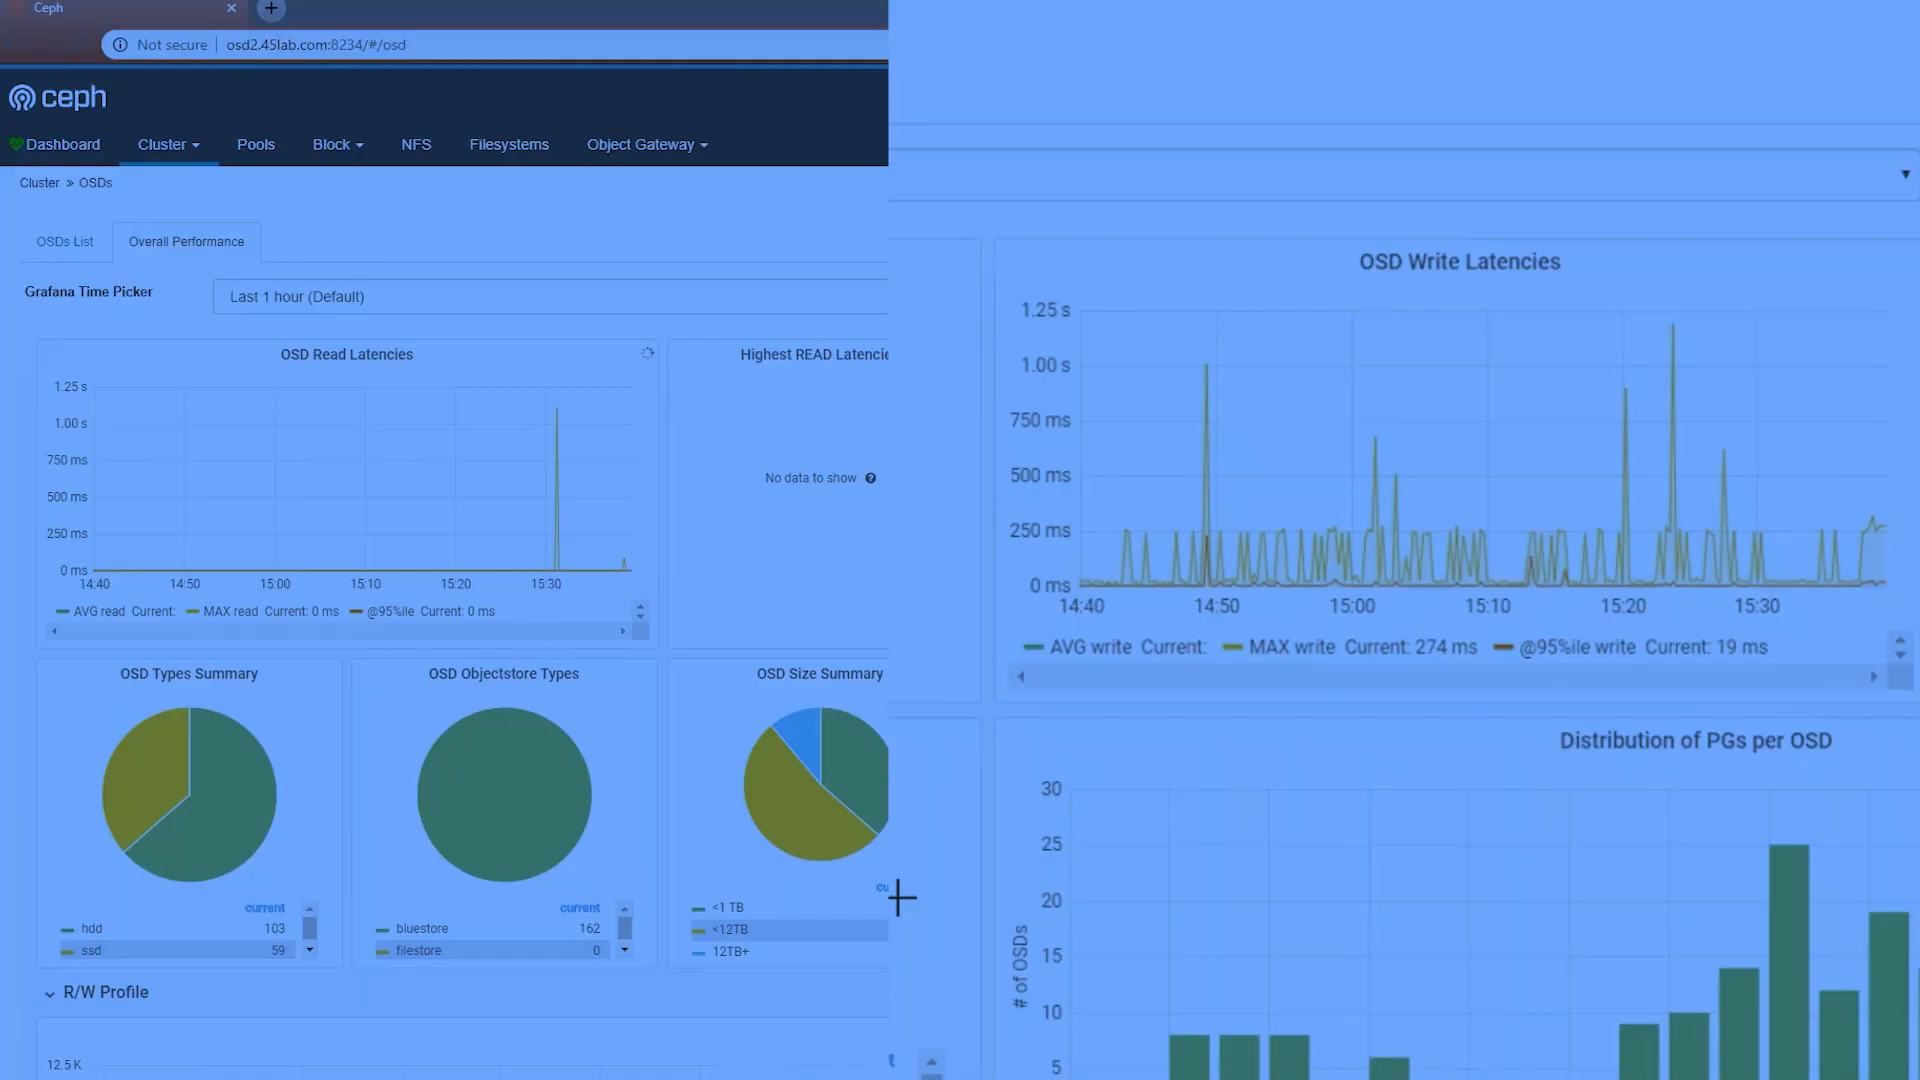 Ceph
Not secure osd2.45lab.com:8234/#/osd
ceph
Dashboard Cluster Pools Block NFS Filesystems Object Gateway
Cluster » OSDs
OSDs List Overall Performance
Grafana Time Picker Last 1 hour (Default)
OSD Read Latencies
1.25 s
1.00 s
750 ms
500 ms
250 ms
0 ms
14:40 14:50 15:00 15:10 15:20 15:30
AVG read Current: MAX read Current: 0 ms @95%ile Current: 0 ms
Highest READ Latencie
No data to show
OSD Write Latencies
1.25 s
1.00 s
750 ms
500 ms
250 ms
0 ms
14:40 14:50 15:00 15:10 15:20 15:30
AVG write Current: MAX write Current: 274 ms @95%ile write Current: 19 ms
OSD Types Summary
current
hdd 103
ssd 59
OSD Objectstore Types
current
bluestore 162
filestore 0
OSD Size Summary
cu
<1 TB
<12TB
12TB+
Distribution of PGs per OSD
# of OSDs
30
25
20
15
10
5
R/W Profile
12.5 K